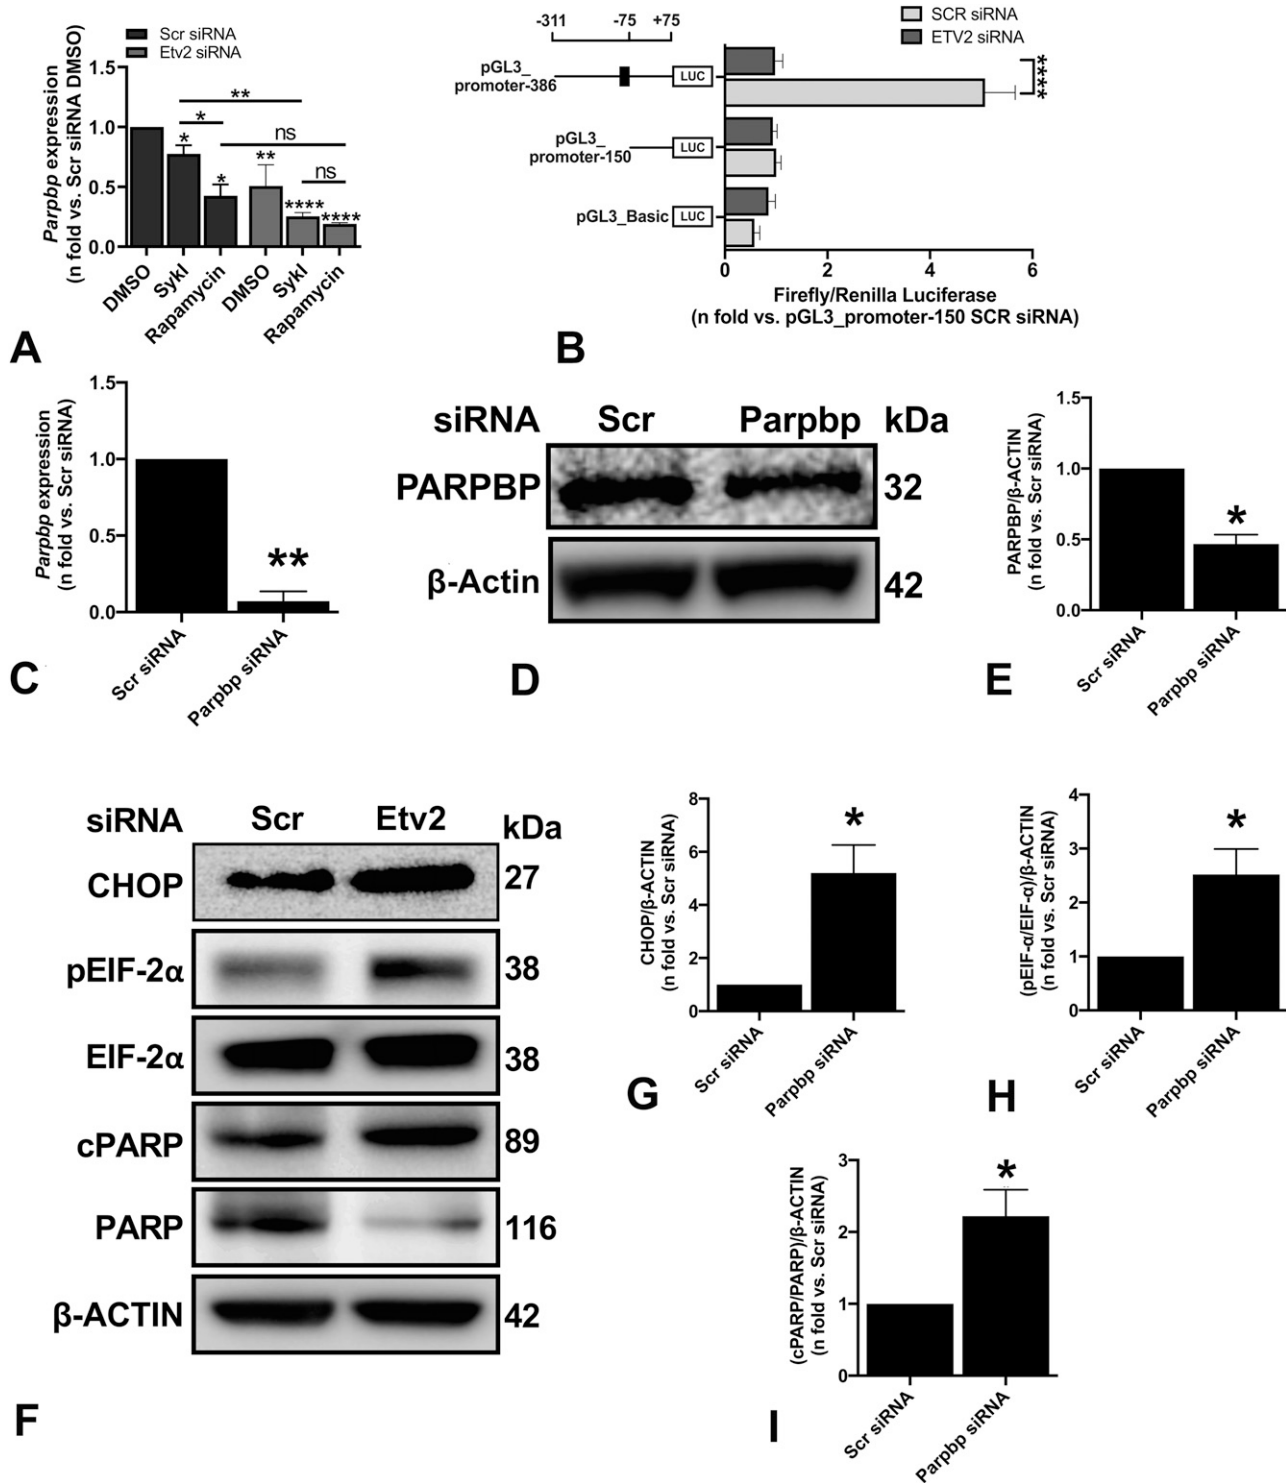 Scr siRNA
Etv2 siRNA
Parpbp expression
(n fold vs. Scr siRNA DMSO)
1.5
1.0
0.5
0.0
**
*
ns
ns
*
*
**
****
****
DMSO
SykI
Rapamycin
DMSO
SykI
Rapamycin
A
-311
-75
+75
SCR siRNA
ETV2 siRNA
pGL3_
promoter-386
LUC
****
pGL3_
promoter-150
LUC
pGL3_Basic
LUC
0
2
4
6
Firefly/Renilla Luciferase
(n fold vs. pGL3_promoter-150 SCR siRNA)
B
Parpbp expression
(n fold vs. Scr siRNA)
1.5
1.0
0.5
0.0
**
Scr siRNA
Parpbp siRNA
C
siRNA Scr Parpbp kDa
PARPBP 32
β-Actin 42
D
PARPBP/β-ACTIN
(n fold vs. Scr siRNA)
1.5
1.0
0.5
0.0
*
Scr siRNA
Parpbp siRNA
E
siRNA Scr Etv2 kDa
CHOP 27
pEIF-2α 38
EIF-2α 38
cPARP 89
PARP 116
β-ACTIN 42
F
CHOP/β-ACTIN
(n fold vs. Scr siRNA)
8
6
4
2
0
*
Scr siRNA
Parpbp siRNA
G
(pEIF-α/EIF-α)/β-ACTIN
(n fold vs. Scr siRNA)
4
3
2
1
0
*
Scr siRNA
Parpbp siRNA
H
(cPARP/PARP)/β-ACTIN
(n fold vs. Scr siRNA)
3
2
1
0
*
Scr siRNA
Parpbp siRNA
I